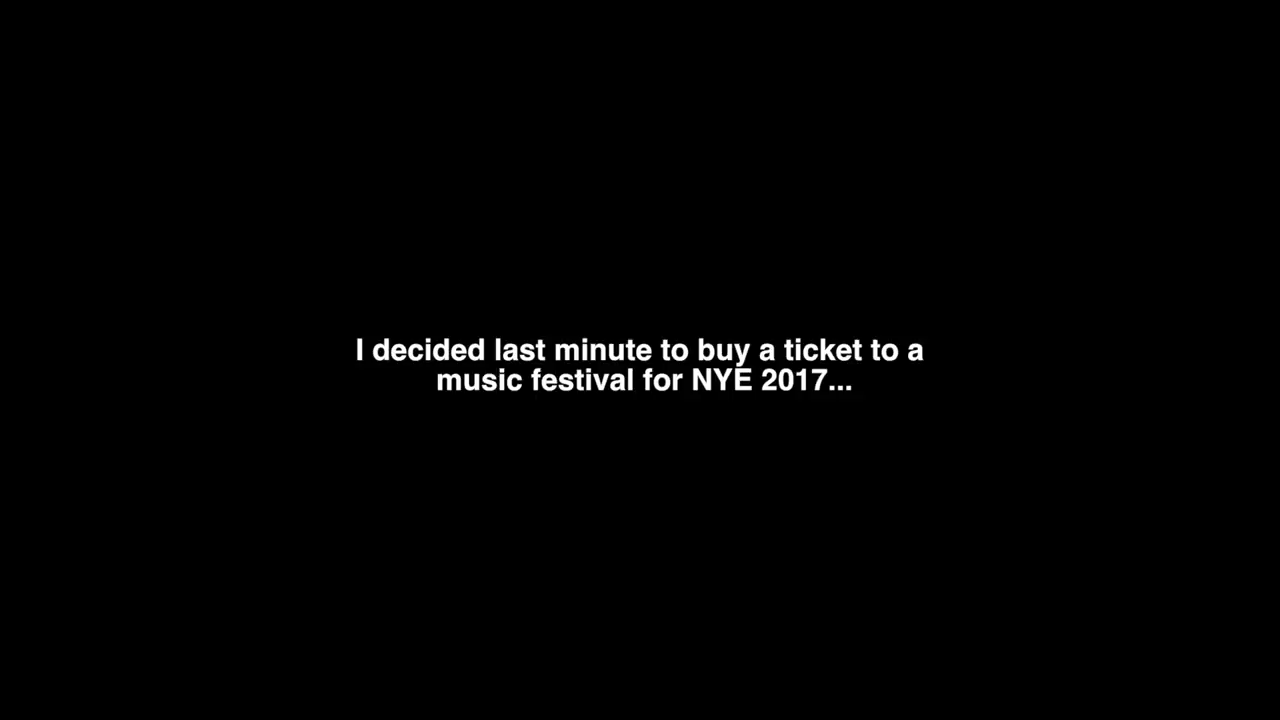 I decided last minute to buy a ticket to a
music festival for NYE 2017...